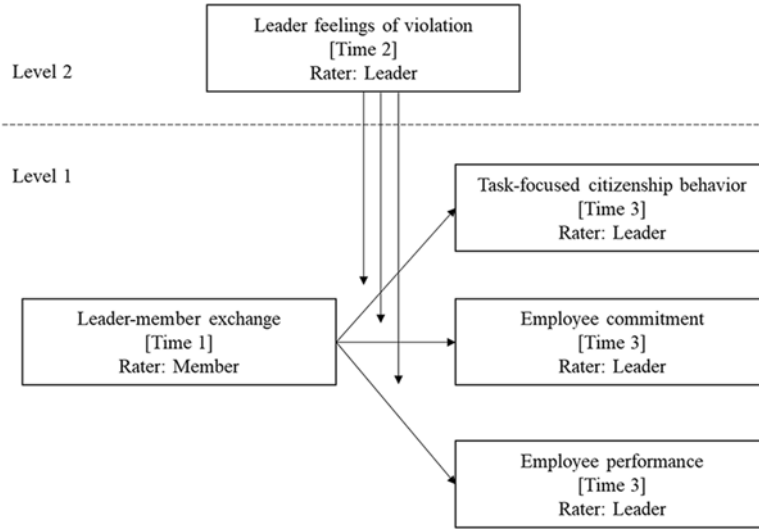 Leader feelings of violation
[Time 2]
Rater: Leader
Level 2
Level 1
Task-focused citizenship behavior
[Time 3]
Rater: Leader
Leader-member exchange
[Time 1]
Rater: Member
Employee commitment
[Time 3]
Rater: Leader
Employee performance
[Time 3]
Rater: Leader